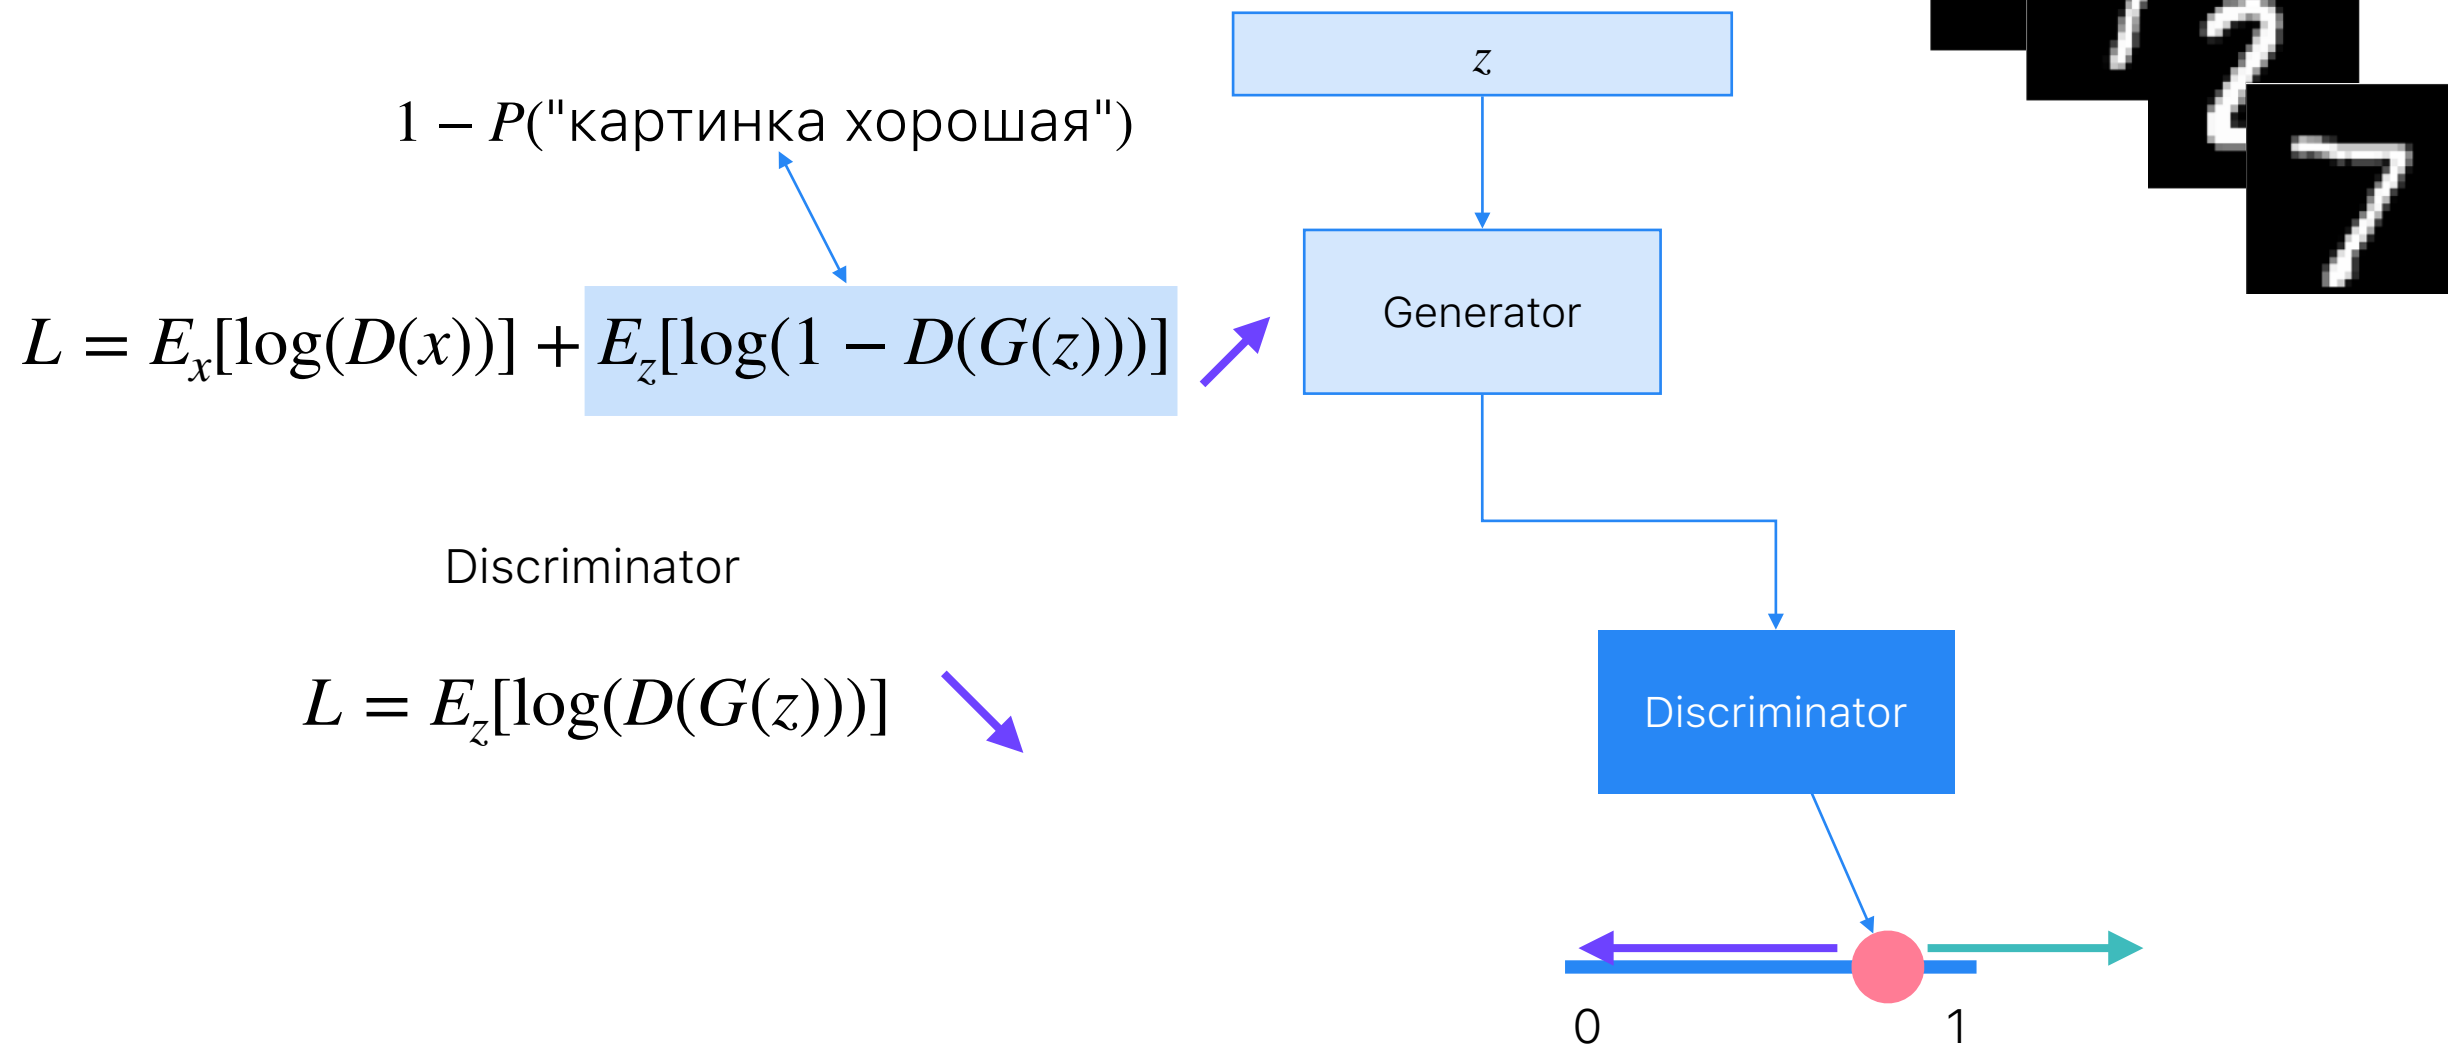 z
1 − P("картинка хорошая")
Generator
L = E_x[log(D(x))] + E_z[log(1 − D(G(z)))]
Discriminator
L = E_z[log(D(G(z)))]
Discriminator
0 1